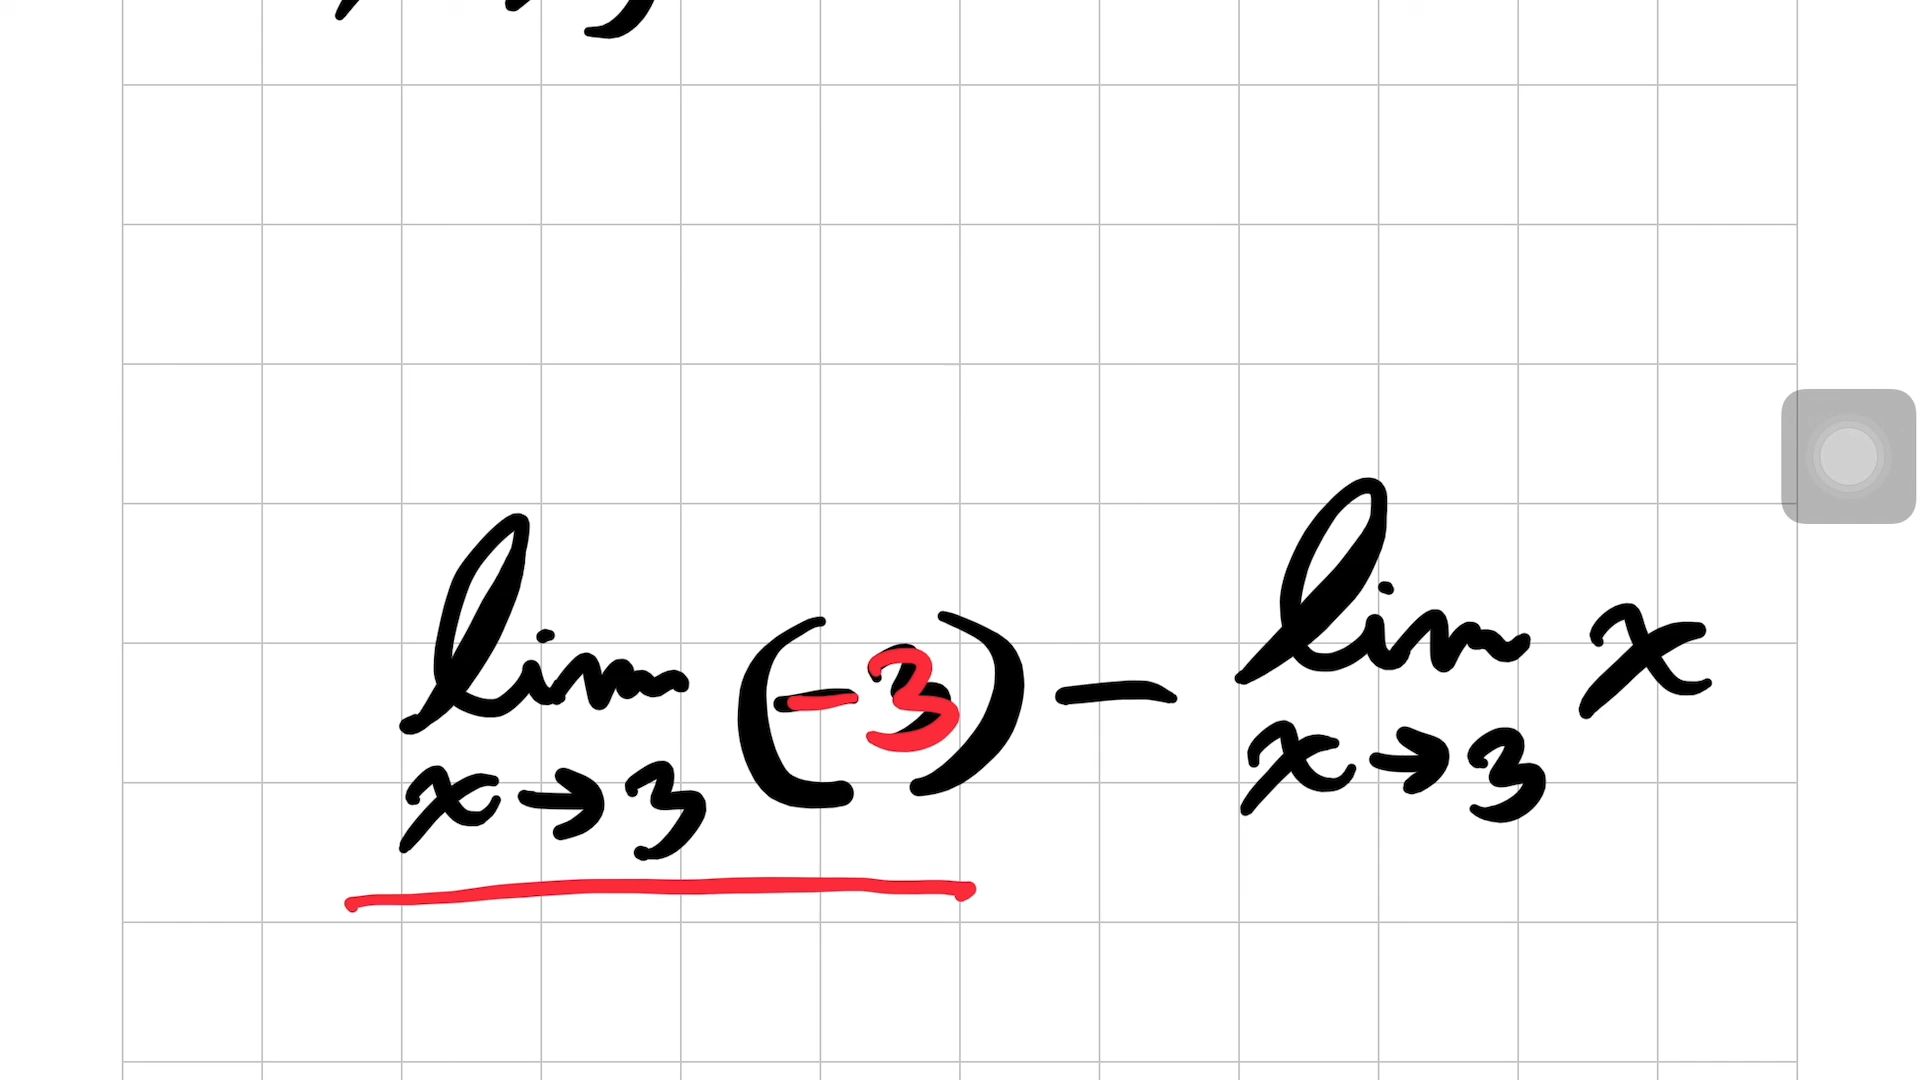 lim (-3) - lim x
x→3 x→3